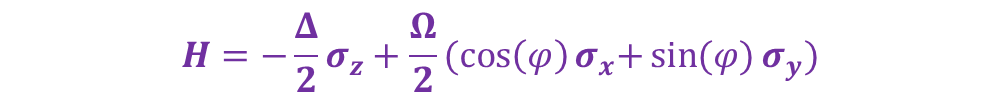 H = −Δ/2 σ_z + Ω/2 (cos(φ) σ_x + sin(φ) σ_y)